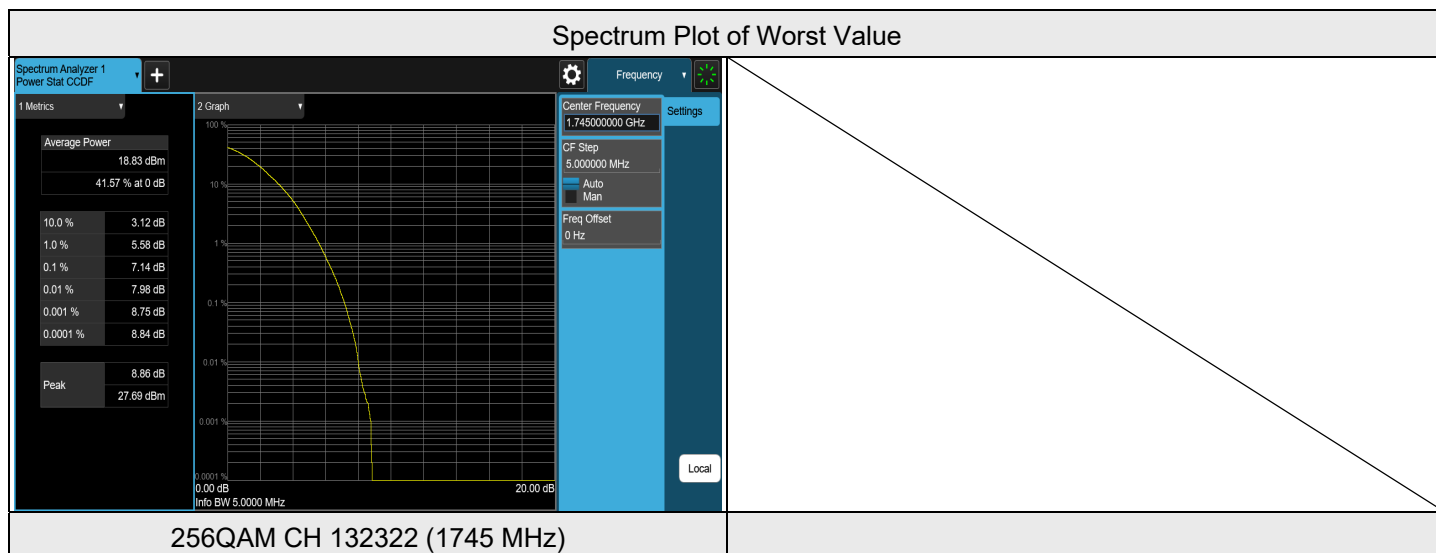 Spectrum Plot of Worst Value
Spectrum Analyzer 1
Power Stat CCDF
+
Frequency
1 Metrics
2 Graph
Center Frequency
1.745000000 GHz
Settings
CF Step
5.000000 MHz
Auto
Man
Freq Offset
0 Hz
Average Power
18.83 dBm
41.57 % at 0 dB
10.0 % 3.12 dB
1.0 % 5.58 dB
0.1 % 7.14 dB
0.01 % 7.98 dB
0.001 % 8.75 dB
0.0001 % 8.84 dB
Peak 8.86 dB
27.69 dBm
100 %
10 %
1 %
0.1 %
0.01 %
0.001 %
0.0001 %
0.00 dB 20.00 dB
Info BW 5.0000 MHz
Local
256QAM CH 132322 (1745 MHz)